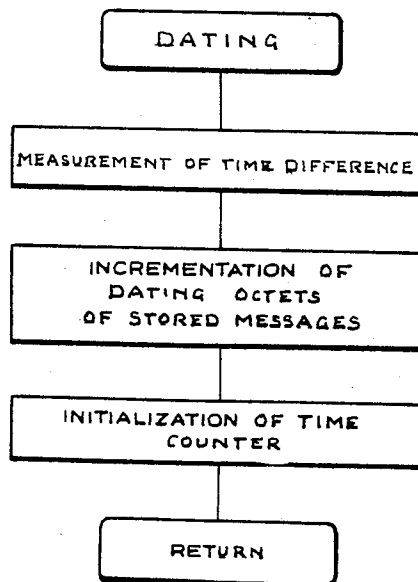 DATING
MEASUREMENT OF TIME DIFFERENCE
INCREMENTATION OF
DATING OCTETS
OF STORED MESSAGES
INITIALIZATION OF TIME
COUNTER
RETURN